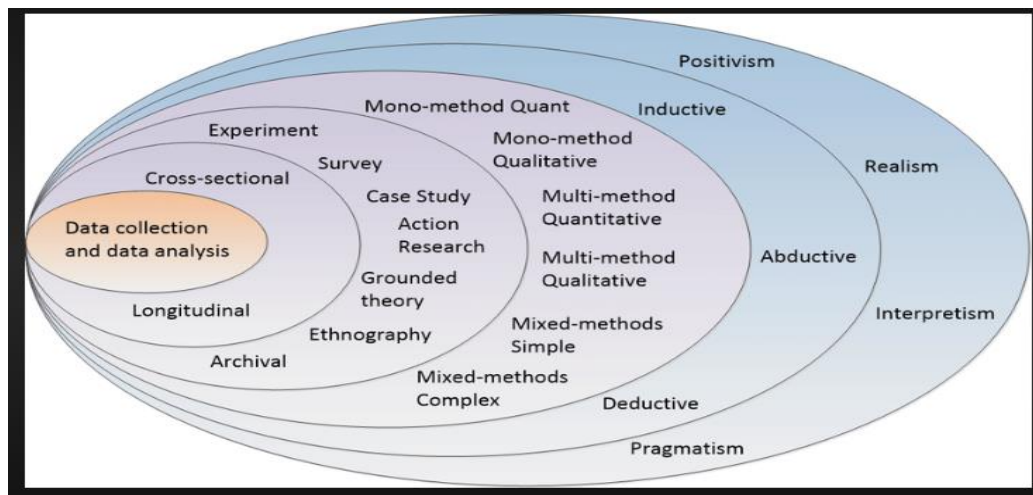 Positivism
Mono-method Quant
Inductive
Experiment
Mono-method
Qualitative
Survey
Realism
Cross-sectional
Case Study
Multi-method
Quantitative
Data collection
and data analysis
Action
Research
Multi-method
Qualitative
Abductive
Grounded
theory
Longitudinal
Interpretism
Ethnography
Mixed-methods
Simple
Archival
Mixed-methods
Complex
Deductive
Pragmatism